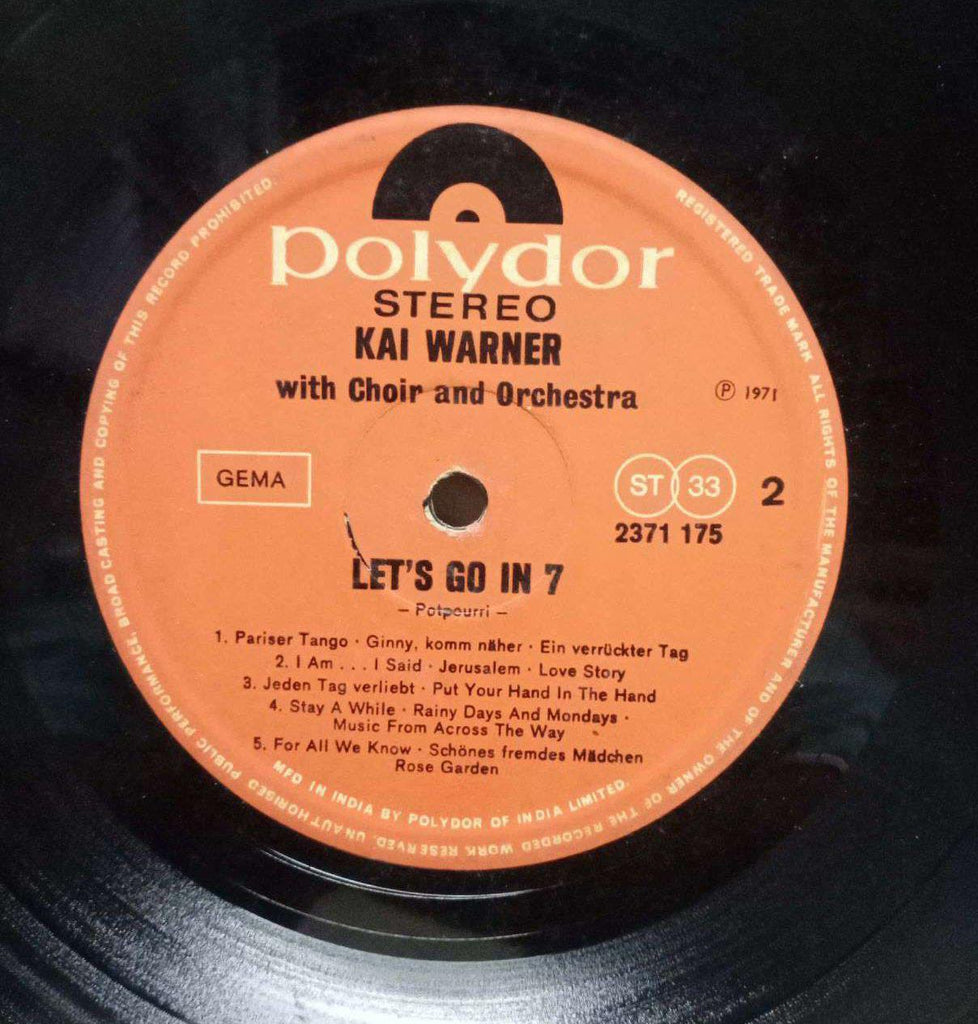 polydor
STEREO
KAI WARNER
with Choir and Orchestra
℗ 1971
GEMA
ST 33
2
2371 175
LET'S GO IN 7
– Potpourri –
1. Pariser Tango · Ginny, komm näher · Ein verrückter Tag
2. I Am . . . I Said · Jerusalem · Love Story
3. Jeden Tag verliebt · Put Your Hand In The Hand
4. Stay A While · Rainy Days And Mondays ·
Music From Across The Way
5. For All We Know · Schönes fremdes Mädchen
Rose Garden
MFD IN INDIA BY POLYDOR OF INDIA LIMITED.
REGISTERED TRADE MARK ALL RIGHTS OF THE MANUFACTURER AND OF THE OWNER OF THE RECORDED WORK RESERVED. UNAUTHORISED PUBLIC PERFORMANCE, BROADCASTING AND COPYING OF THIS RECORD PROHIBITED.